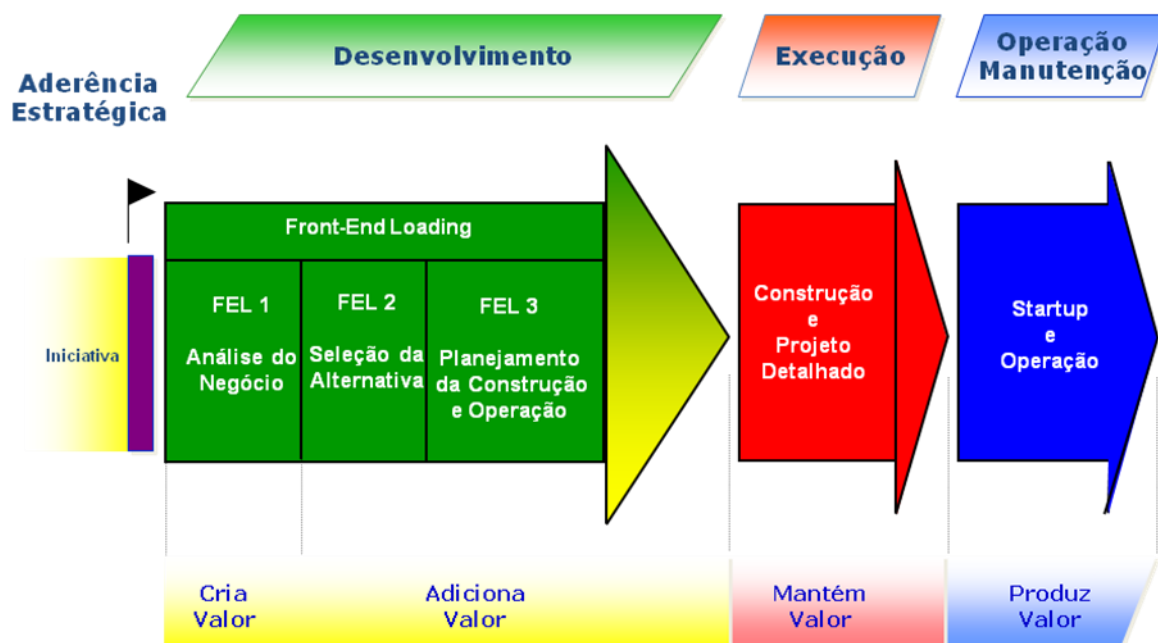 Aderência
Estratégica
Desenvolvimento
Execução
Operação
Manutenção
Iniciativa
Front-End Loading
FEL 1
Análise do
Negócio
FEL 2
Seleção da
Alternativa
FEL 3
Planejamento
da Construção
e Operação
Construção
e
Projeto
Detalhado
Startup
e
Operação
Cria
Valor
Adiciona
Valor
Mantém
Valor
Produz
Valor